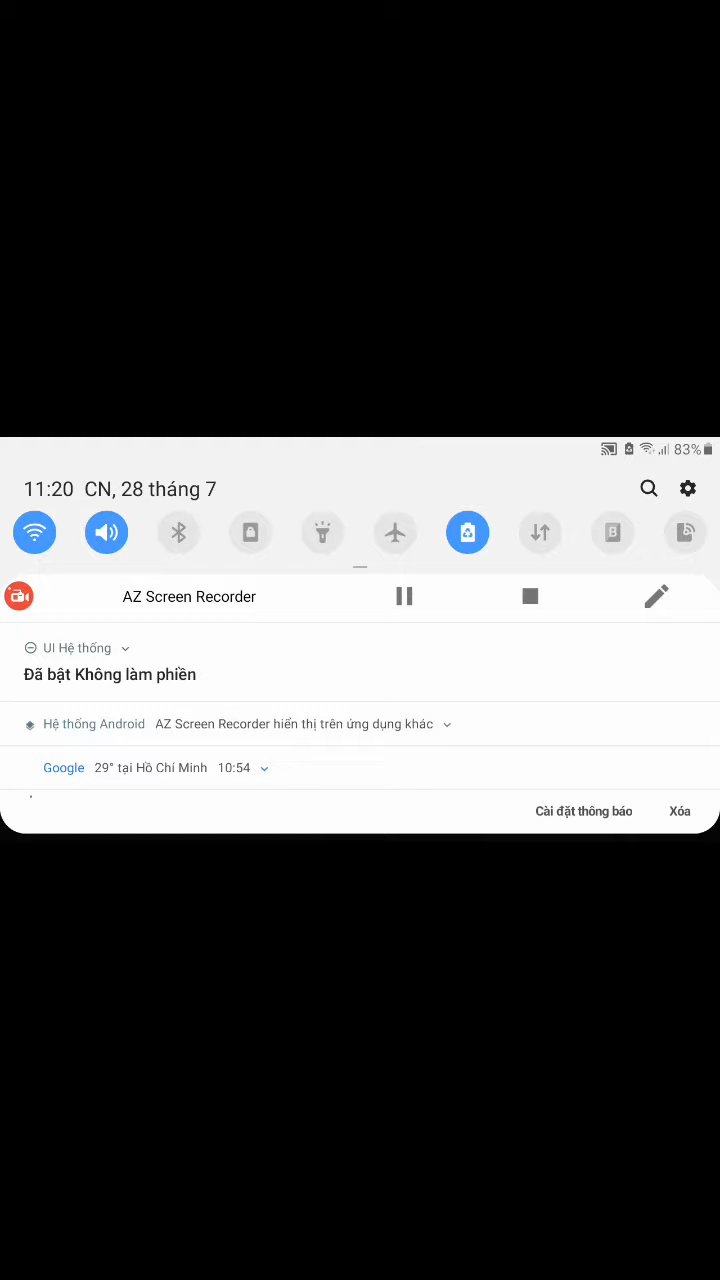 83%
11:20 CN, 28 tháng 7
B
AZ Screen Recorder
UI Hệ thống
Đã bật Không làm phiền
Hệ thống Android AZ Screen Recorder hiển thị trên ứng dụng khác
Google 29° tại Hồ Chí Minh 10:54
Cài đặt thông báo Xóa